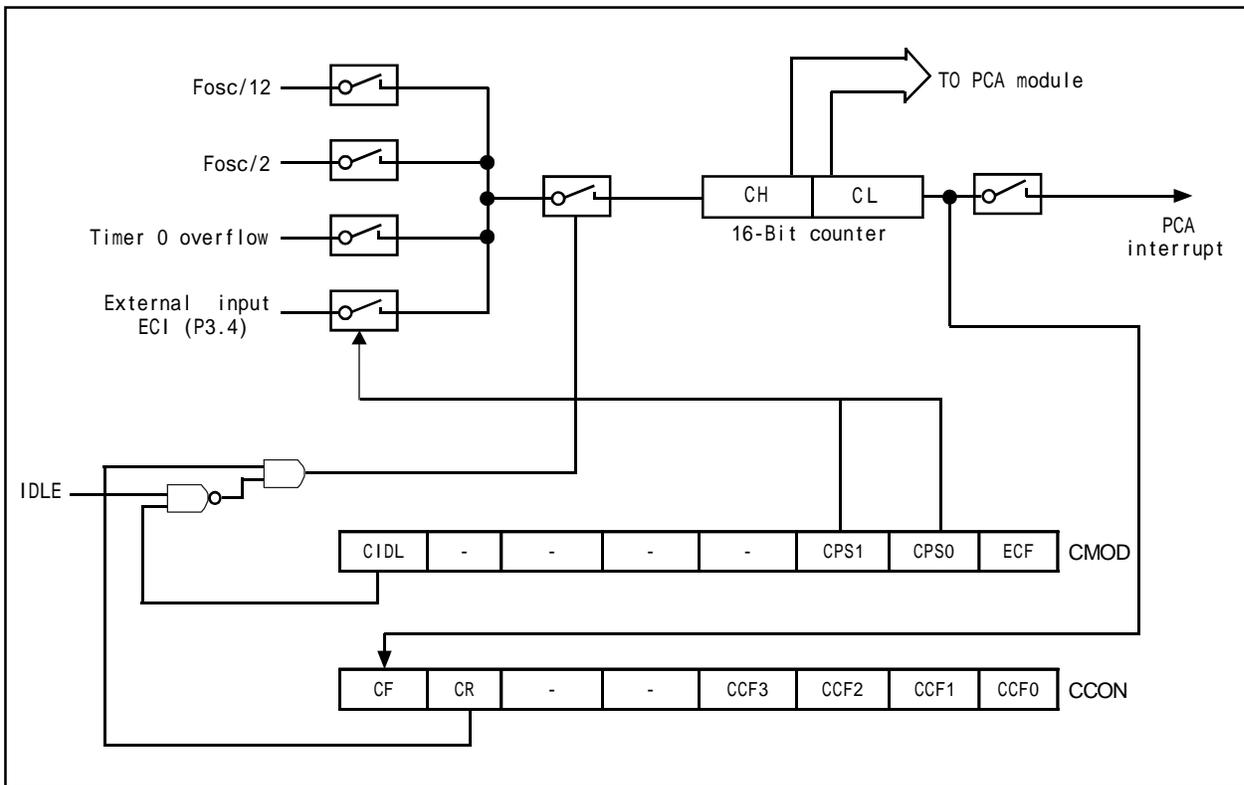 Fosc/12
TO PCA module
Fosc/2
CH CL
16-Bit counter
PCA
interrupt
Timer 0 overflow
External input
ECI (P3.4)
IDLE
CIDL - - - - CPS1 CPS0 ECF CMOD
CF CR - - CCF3 CCF2 CCF1 CCF0 CCON